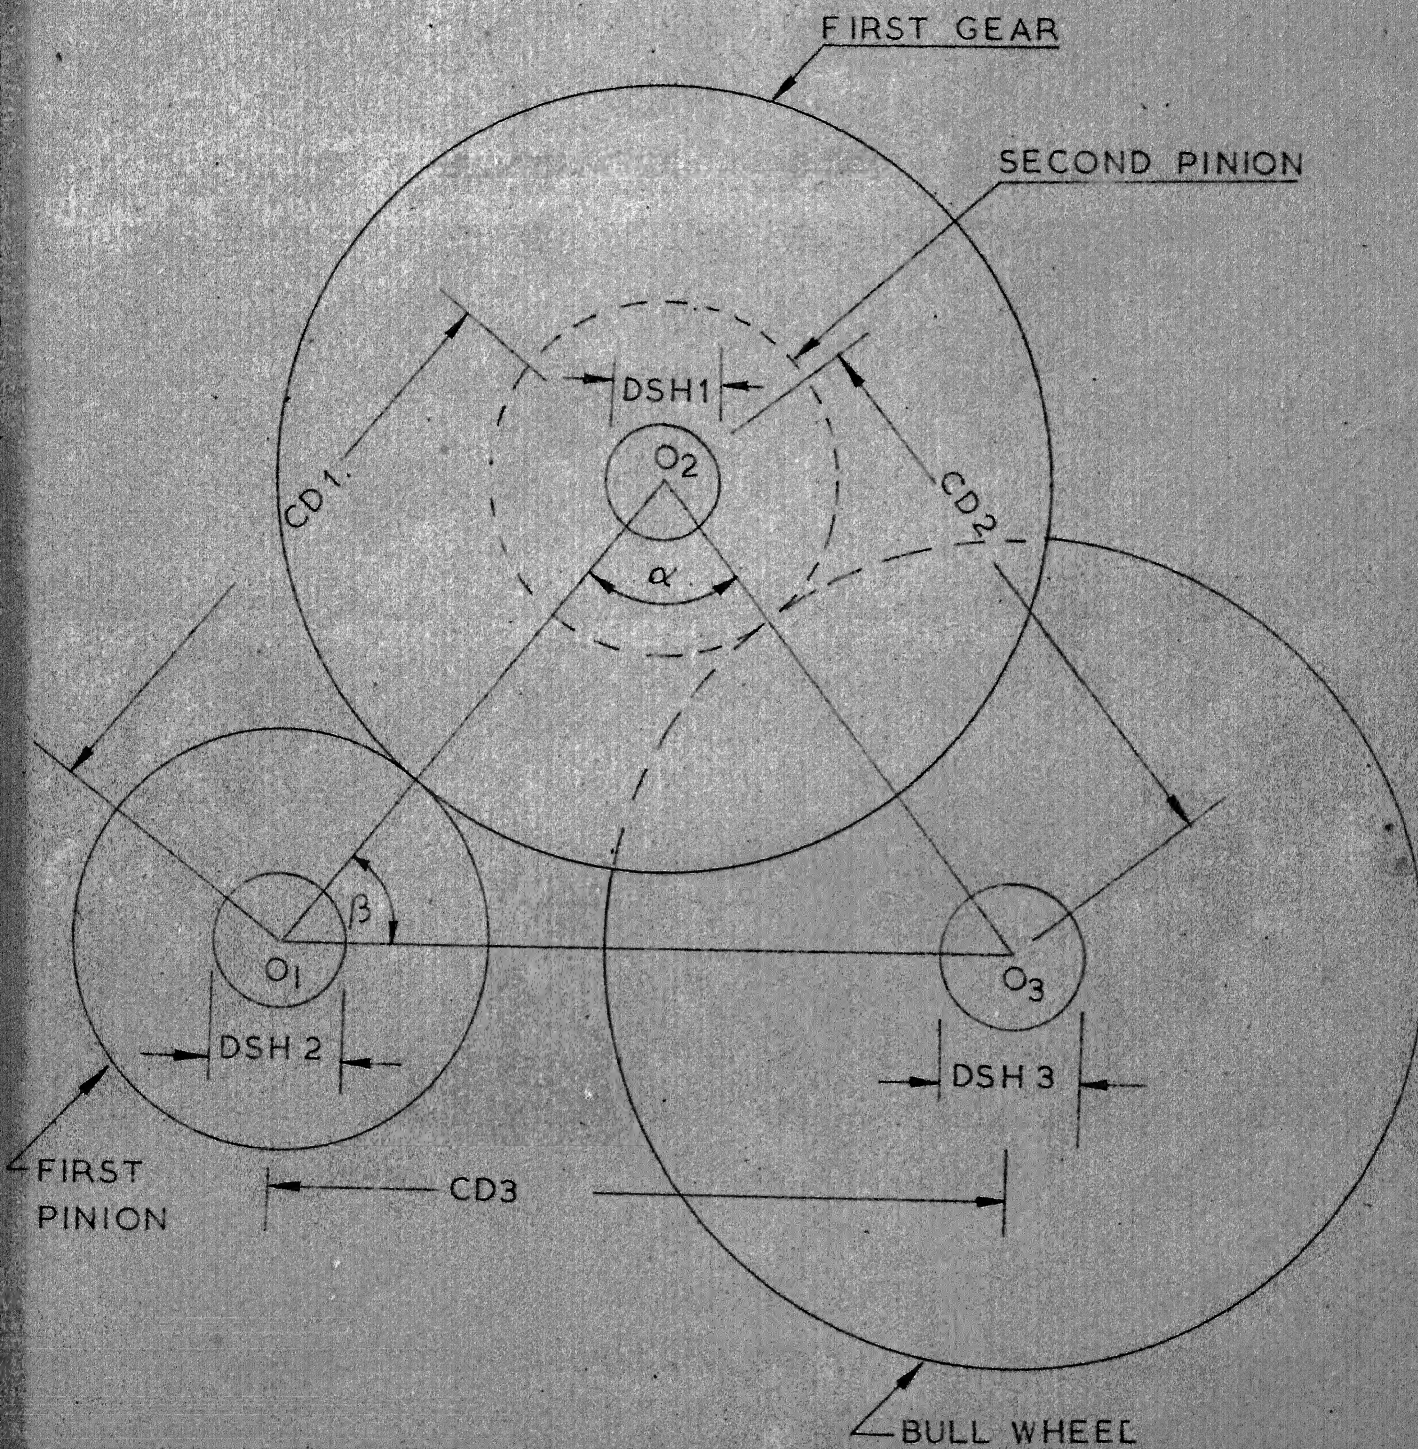 FIRST GEAR
SECOND PINION
DSH1
O2
CD1.
CD2
α
β
O1
O3
DSH 2
DSH 3
FIRST
PINION
CD3
BULL WHEEL